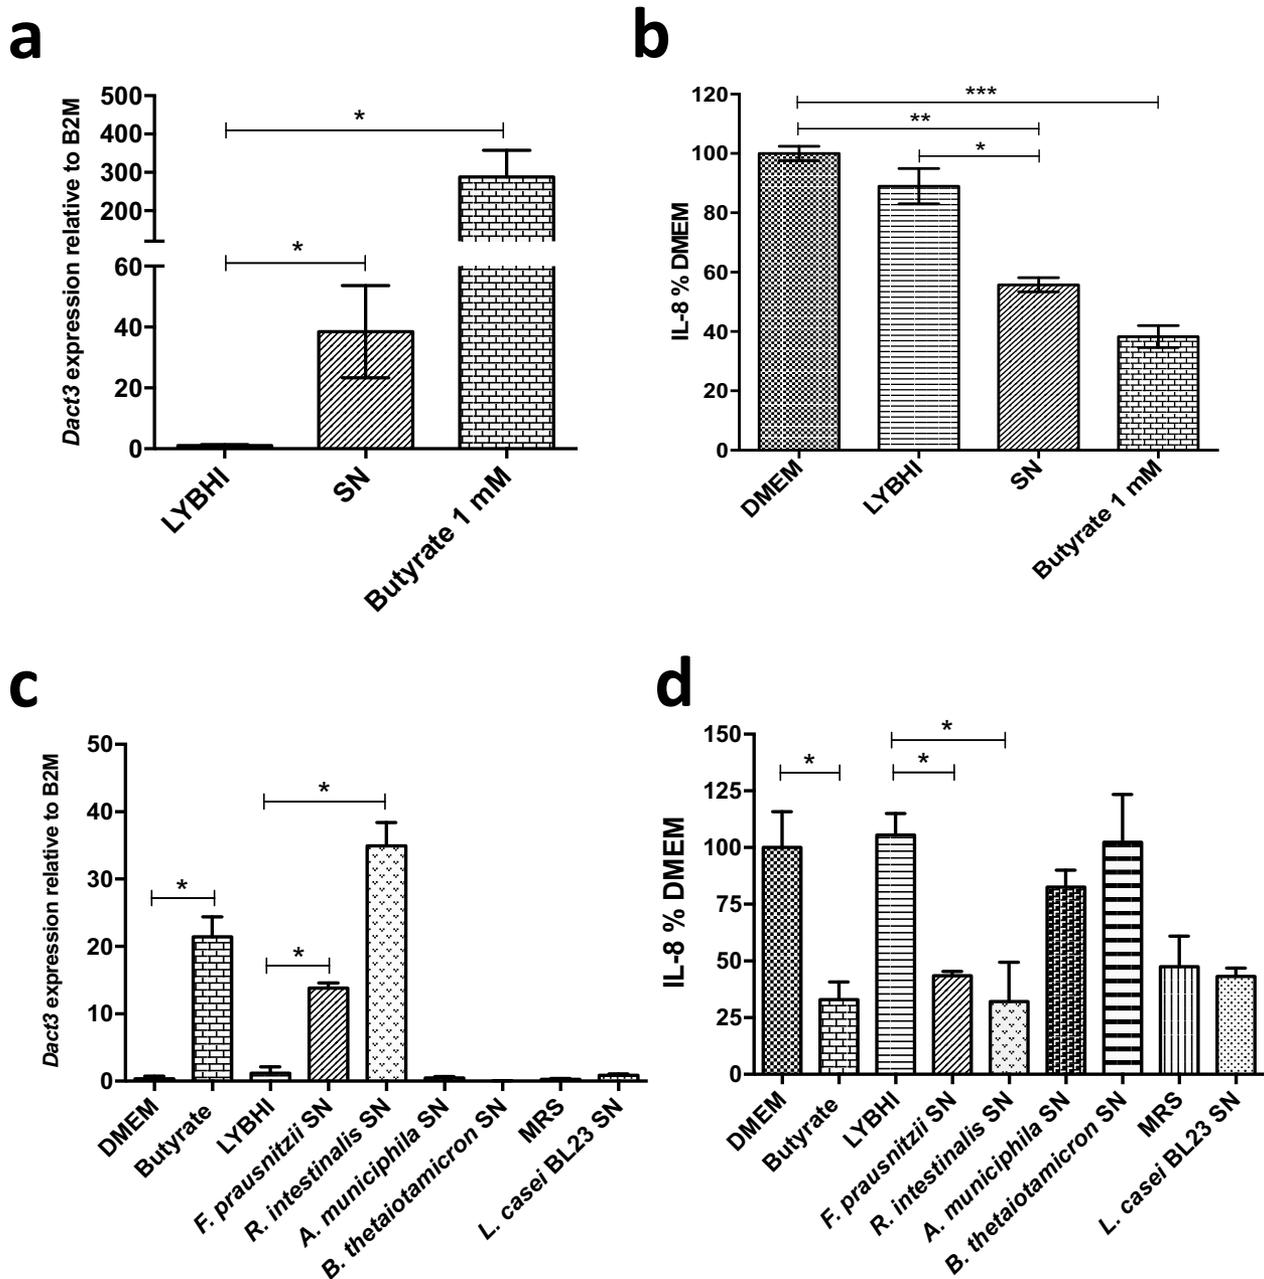 a
Dact3 expression relative to B2M
500
400
300
200
60
40
20
0
*
*
LYBHI
SN
Butyrate 1 mM
b
IL-8 % DMEM
120
100
80
60
40
20
0
***
**
*
DMEM
LYBHI
SN
Butyrate 1 mM
c
Dact3 expression relative to B2M
50
40
30
20
10
0
*
*
*
DMEM
Butyrate
LYBHI
F. prausnitzii SN
R. intestinalis SN
A. municiphila SN
B. thetaiotamicron SN
MRS
L. casei BL23 SN
d
IL-8 % DMEM
150
125
100
75
50
25
0
*
*
*
DMEM
Butyrate
LYBHI
F. prausnitzii SN
R. intestinalis SN
A. municiphila SN
B. thetaiotamicron SN
MRS
L. casei BL23 SN